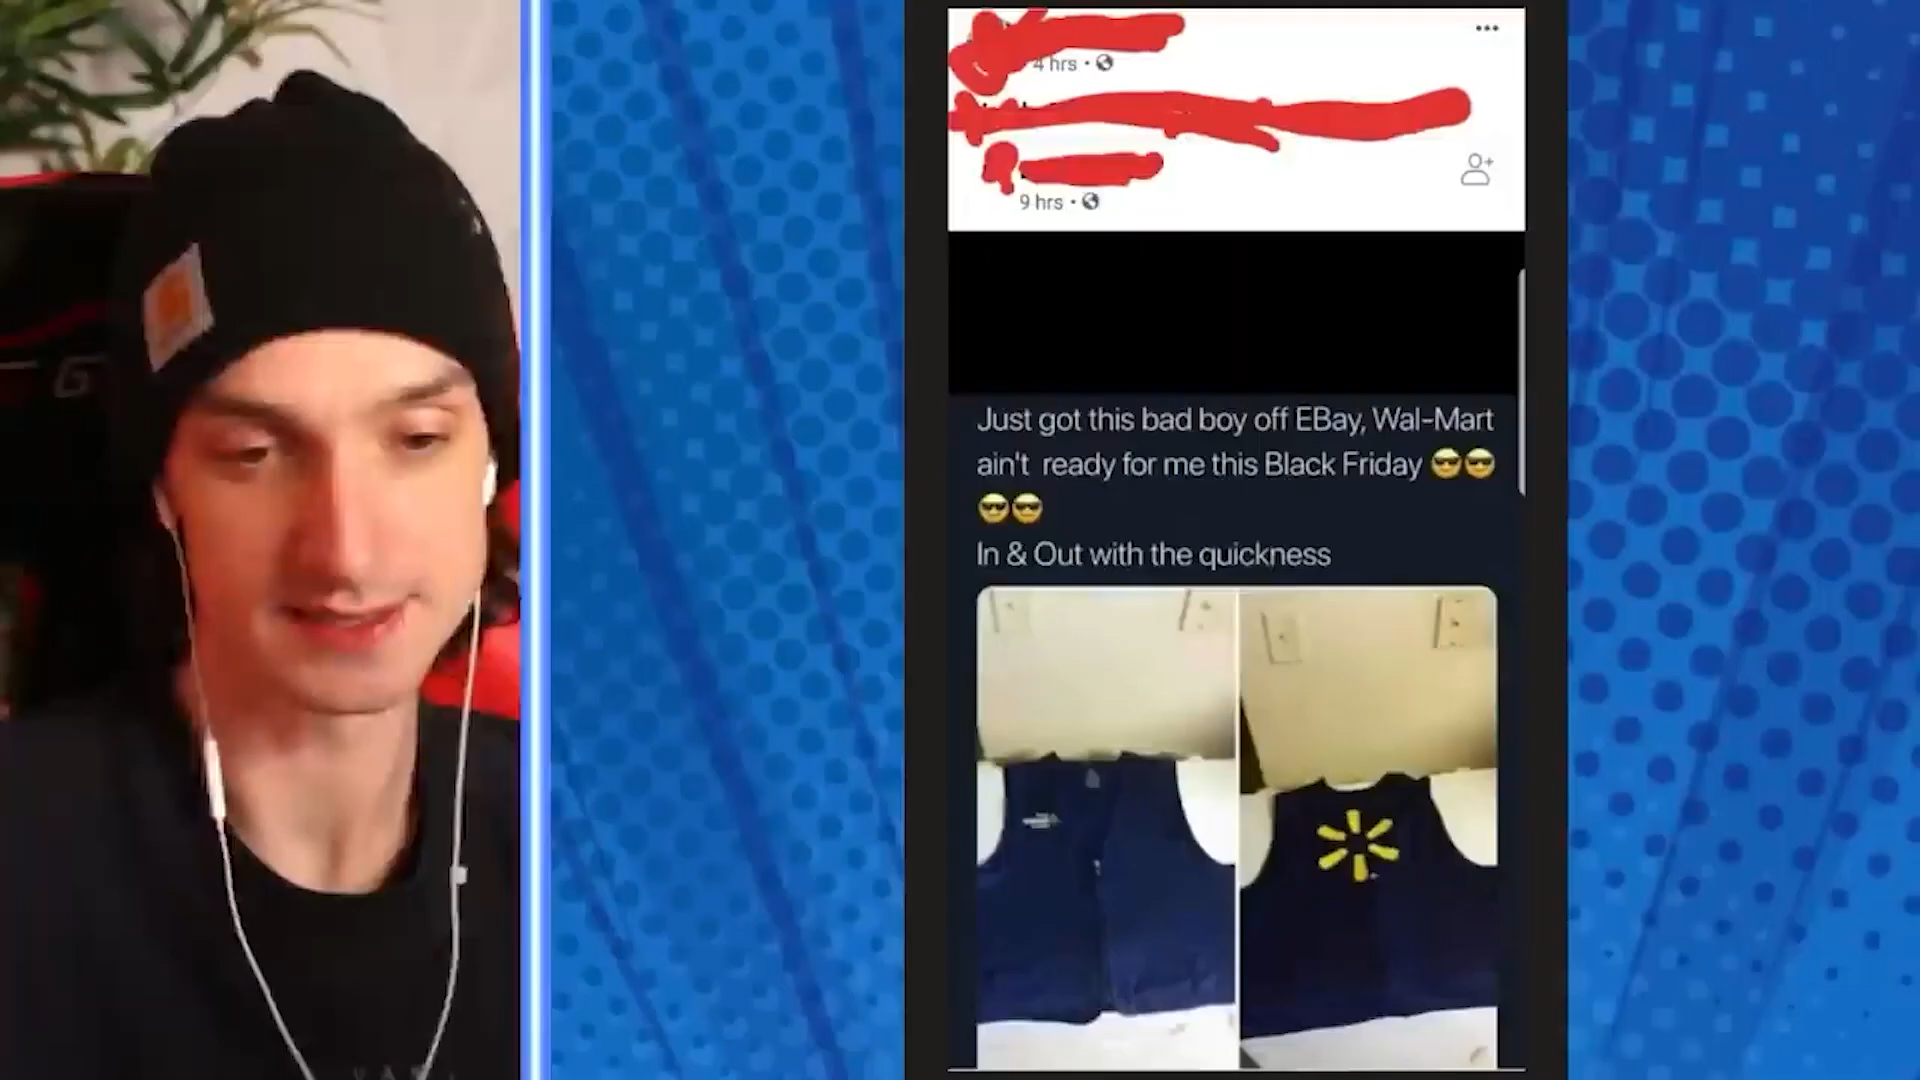 4 hrs •
9 hrs •
Just got this bad boy off EBay, Wal-Mart
ain't ready for me this Black Friday 😎😎
😎😎
In & Out with the quickness